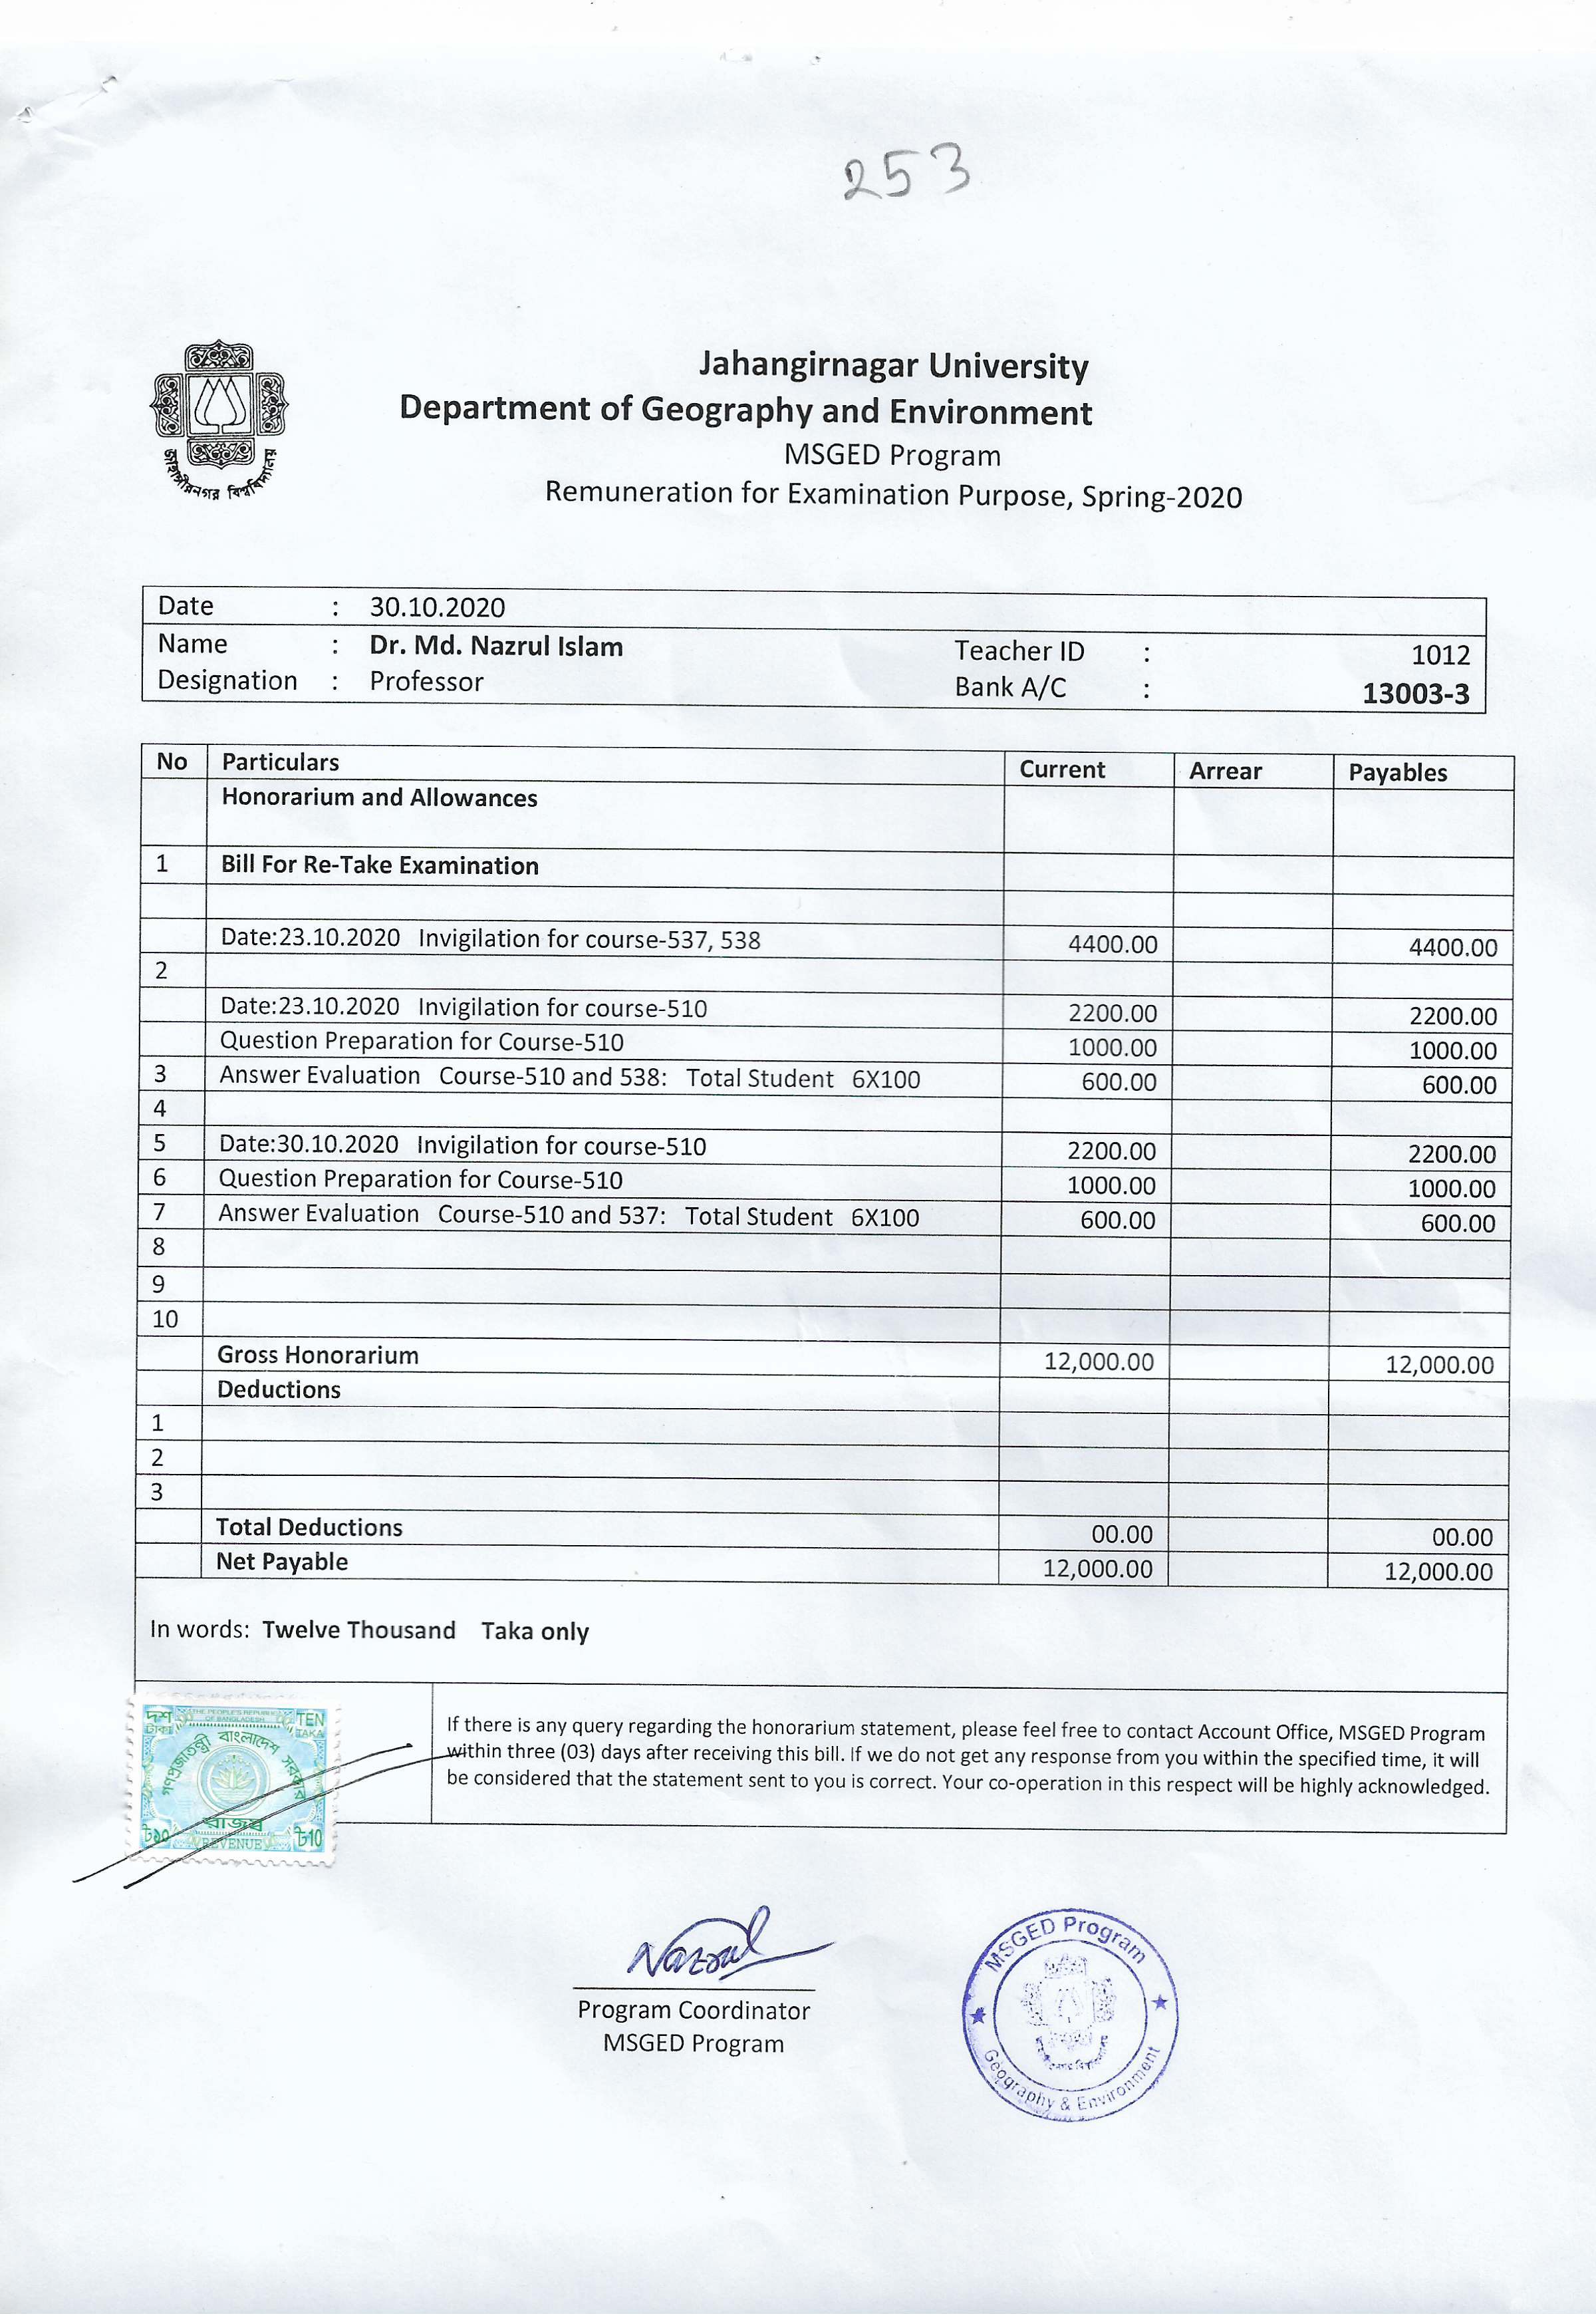 253
জাহাঙ্গীরনগর বিশ্ববিদ্যালয়
Jahangirnagar University
Department of Geography and Environment
MSGED Program
Remuneration for Examination Purpose, Spring-2020
Date : 30.10.2020
Name : Dr. Md. Nazrul Islam Teacher ID : 1012
Designation : Professor Bank A/C : 13003-3
No Particulars Current Arrear Payables
Honorarium and Allowances
1 Bill For Re-Take Examination
Date:23.10.2020 Invigilation for course-537, 538 4400.00 4400.00
2
Date:23.10.2020 Invigilation for course-510 2200.00 2200.00
Question Preparation for Course-510 1000.00 1000.00
3 Answer Evaluation Course-510 and 538: Total Student 6X100 600.00 600.00
4
5 Date:30.10.2020 Invigilation for course-510 2200.00 2200.00
6 Question Preparation for Course-510 1000.00 1000.00
7 Answer Evaluation Course-510 and 537: Total Student 6X100 600.00 600.00
8
9
10
Gross Honorarium 12,000.00 12,000.00
Deductions
1
2
3
Total Deductions 00.00 00.00
Net Payable 12,000.00 12,000.00
In words: Twelve Thousand Taka only
THE PEOPLE'S REPUBLIC
OF BANGLADESH
দশ টাকা TEN TAKA
গণপ্রজাতন্ত্রী বাংলাদেশ সরকার
রাজস্ব
৳১০ REVENUE ৳10
If there is any query regarding the honorarium statement, please feel free to contact Account Office, MSGED Program
within three (03) days after receiving this bill. If we do not get any response from you within the specified time, it will
be considered that the statement sent to you is correct. Your co-operation in this respect will be highly acknowledged.
Nazrul
Program Coordinator
MSGED Program
MSGED Program
Geography & Environment